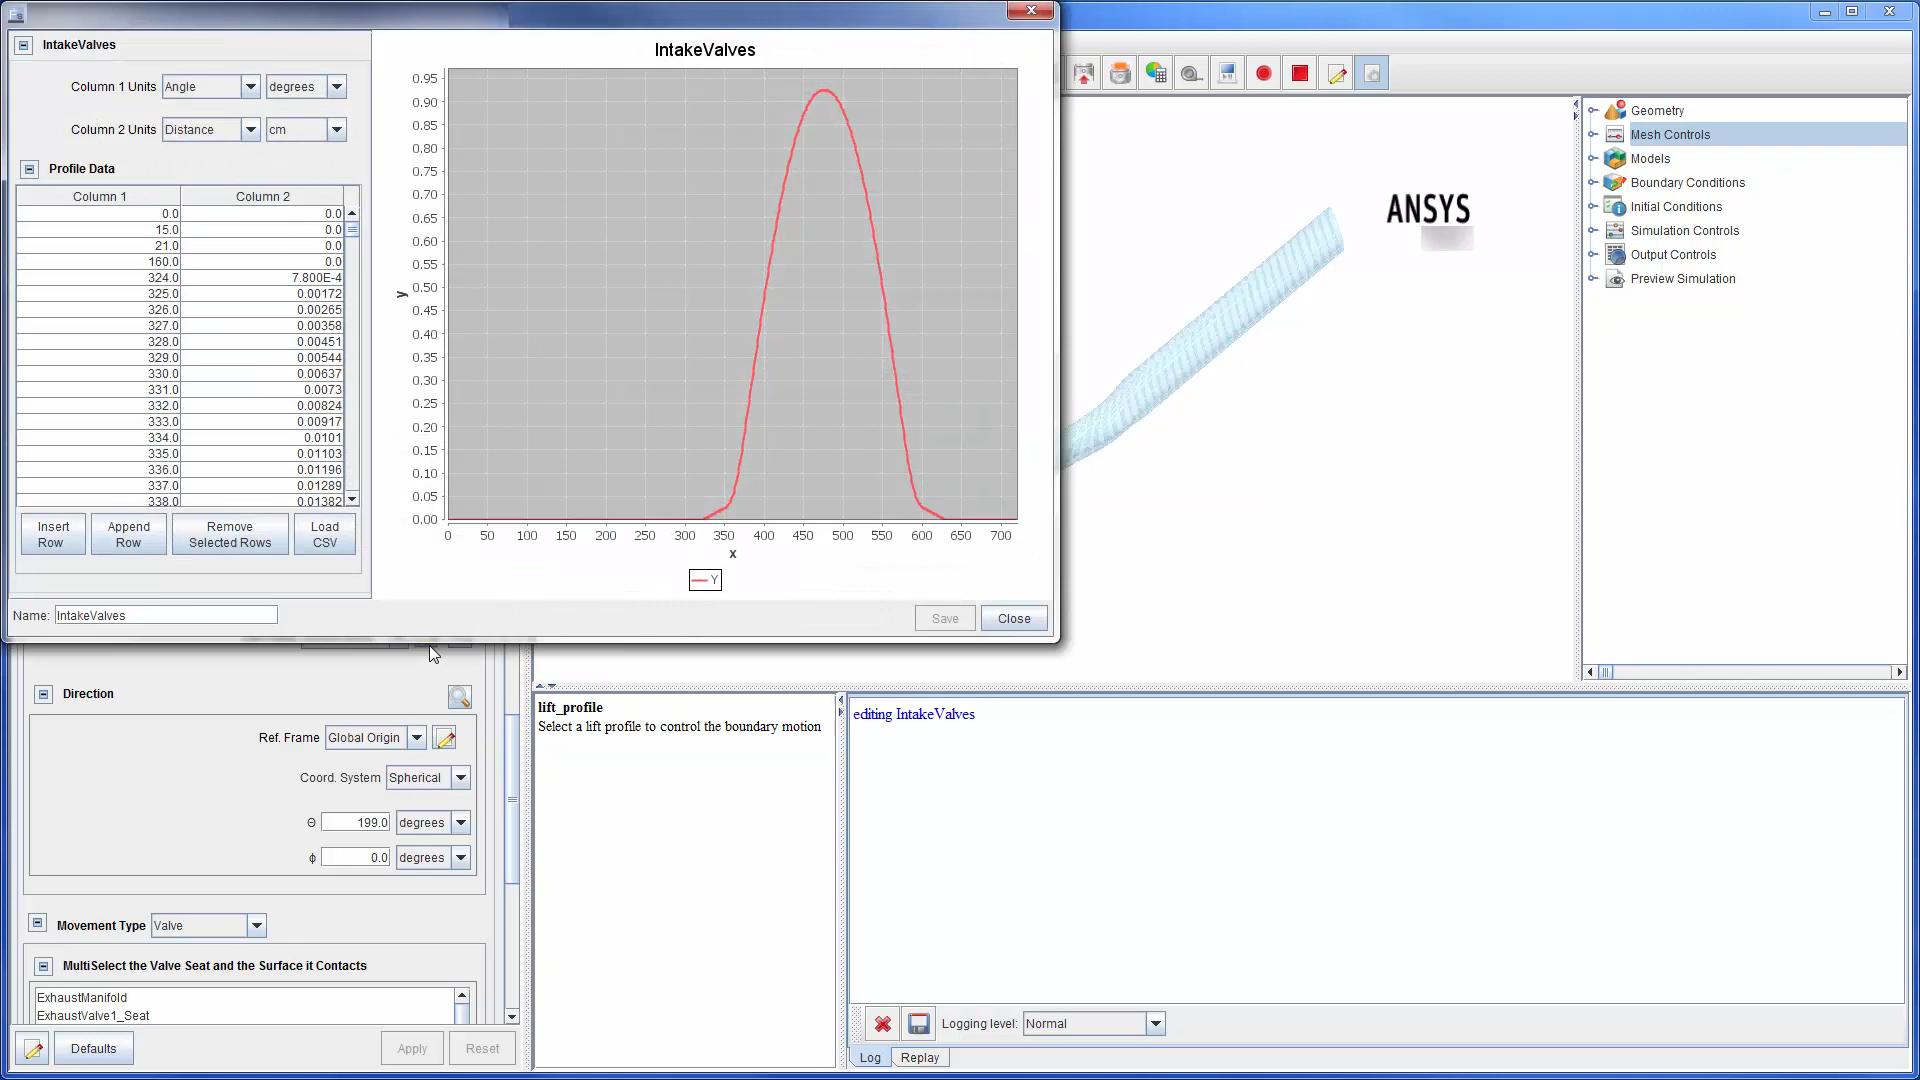 IntakeValves
Column 1 Units Angle degrees
Column 2 Units Distance cm
Profile Data
Column 1 Column 2
0.0 0.0
15.0 0.0
21.0 0.0
160.0 0.0
324.0 7.800E-4
325.0 0.00172
326.0 0.00265
327.0 0.00358
328.0 0.00451
329.0 0.00544
330.0 0.00637
331.0 0.0073
332.0 0.00824
333.0 0.00917
334.0 0.0101
335.0 0.01103
336.0 0.01196
337.0 0.01289
338.0 0.01382
Insert Row
Append Row
Remove Selected Rows
Load CSV
Name: IntakeValves
IntakeValves
0.95
0.90
0.85
0.80
0.75
0.70
0.65
0.60
0.55
0.50
0.45
0.40
0.35
0.30
0.25
0.20
0.15
0.10
0.05
0.00
y
0 50 100 150 200 250 300 350 400 450 500 550 600 650 700
x
Y
Save Close
ANSYS
Geometry
Mesh Controls
Models
Boundary Conditions
Initial Conditions
Simulation Controls
Output Controls
Preview Simulation
Direction
Ref. Frame Global Origin
Coord. System Spherical
Θ 199.0 degrees
ϕ 0.0 degrees
Movement Type Valve
MultiSelect the Valve Seat and the Surface it Contacts
ExhaustManifold
ExhaustValve1_Seat
Defaults Apply Reset
lift_profile
Select a lift profile to control the boundary motion
editing IntakeValves
Logging level: Normal
Log Replay